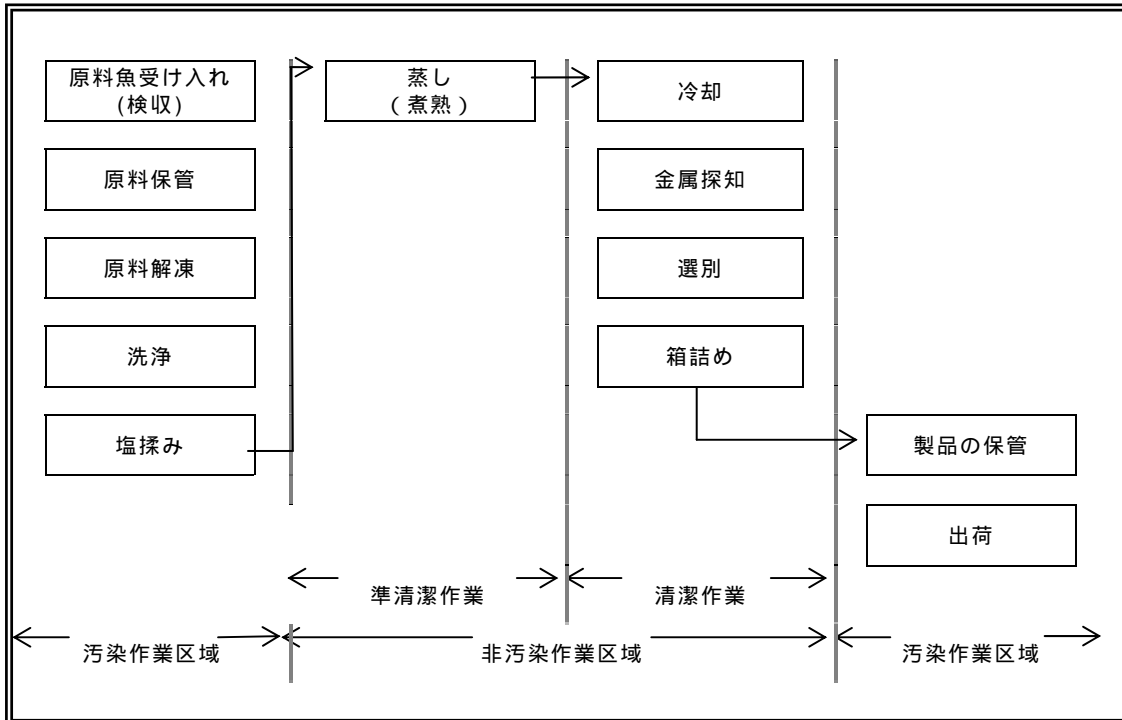 原料魚受け入れ
(検収)
原料保管
原料解凍
洗浄
塩揉み
蒸し
(煮熟)
冷却
金属探知
選別
箱詰め
製品の保管
出荷
準清潔作業
清潔作業
汚染作業区域
非汚染作業区域
汚染作業区域